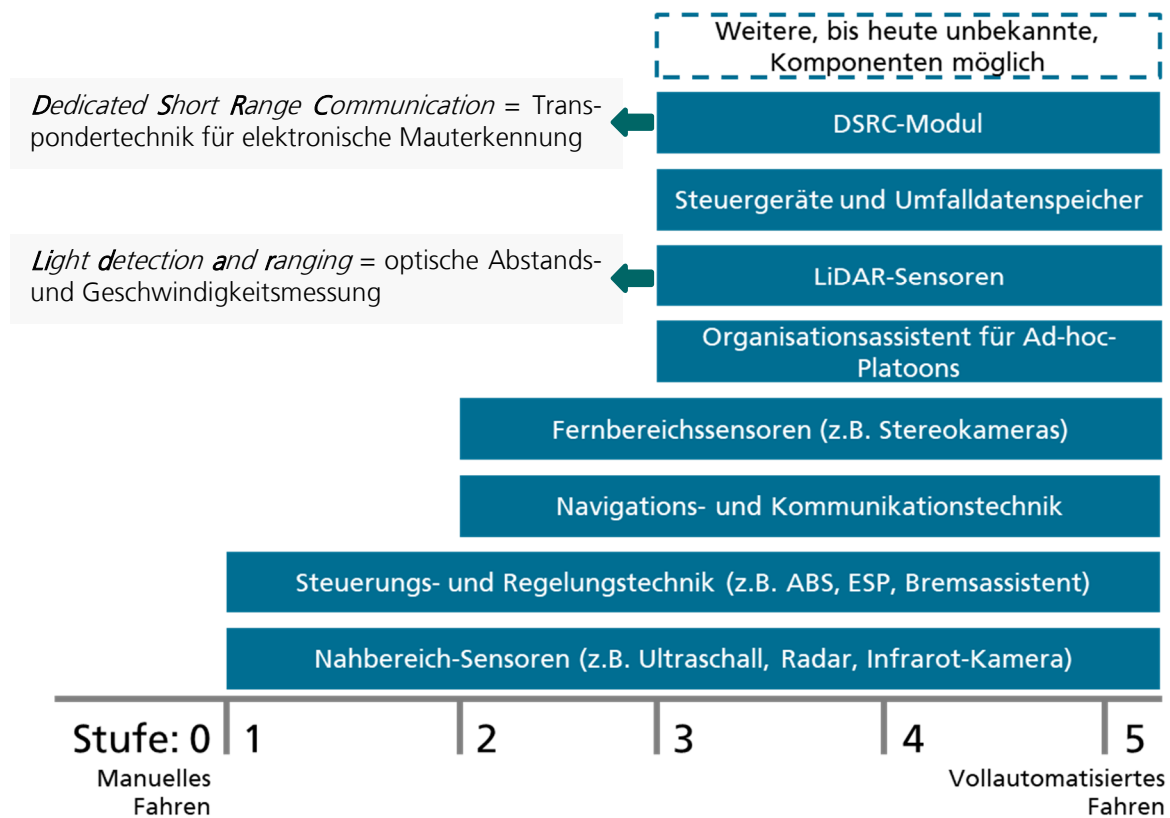 Weitere, bis heute unbekannte,
Komponenten möglich
Dedicated Short Range Communication = Trans-
pondertechnik für elektronische Mauterkennung
DSRC-Modul
Steuergeräte und Umfalldatenspeicher
Light detection and ranging = optische Abstands-
und Geschwindigkeitsmessung
LiDAR-Sensoren
Organisationsassistent für Ad-hoc-
Platoons
Fernbereichssensoren (z.B. Stereokameras)
Navigations- und Kommunikationstechnik
Steuerungs- und Regelungstechnik (z.B. ABS, ESP, Bremsassistent)
Nahbereich-Sensoren (z.B. Ultraschall, Radar, Infrarot-Kamera)
Stufe: 0 1 2 3 4 5
Manuelles
Fahren
Vollautomatisiertes
Fahren